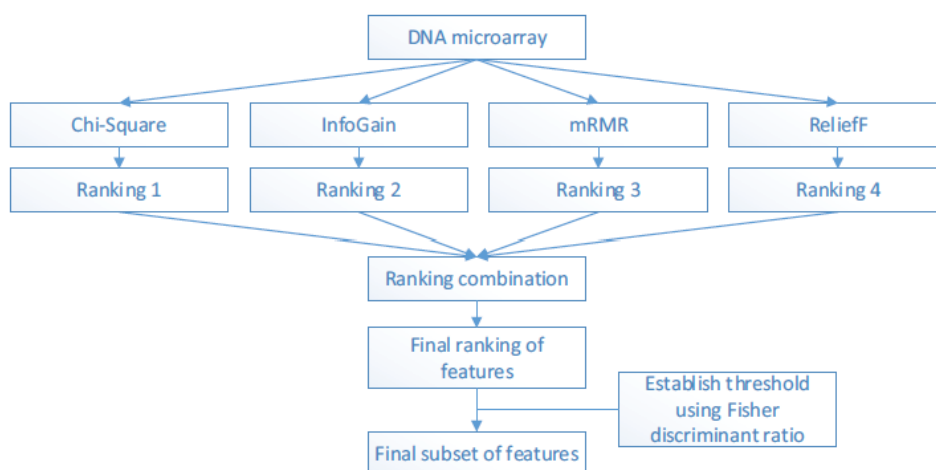 DNA microarray
Chi-Square
InfoGain
mRMR
ReliefF
Ranking 1
Ranking 2
Ranking 3
Ranking 4
Ranking combination
Final ranking of
features
Establish threshold
using Fisher
discriminant ratio
Final subset of features